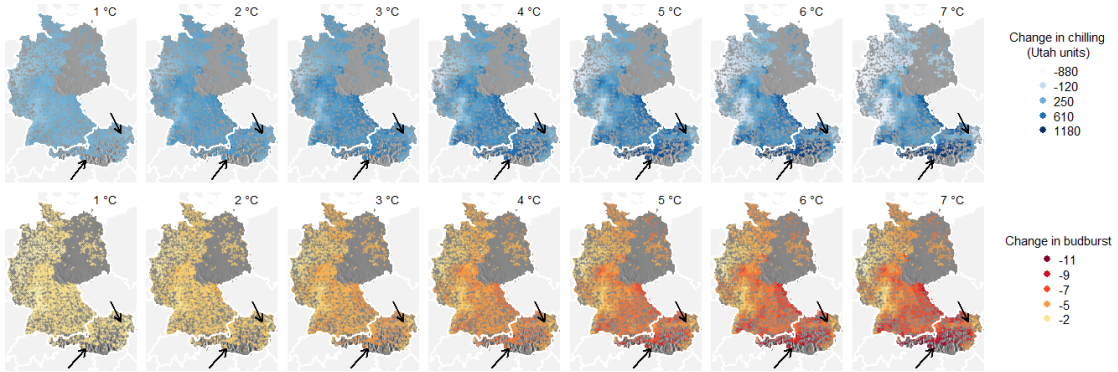 1 °C 2 °C 3 °C 4 °C 5 °C 6 °C 7 °C
Change in chilling
(Utah units)
-880
-120
250
610
1180
1 °C 2 °C 3 °C 4 °C 5 °C 6 °C 7 °C
Change in budburst
-11
-9
-7
-5
-2